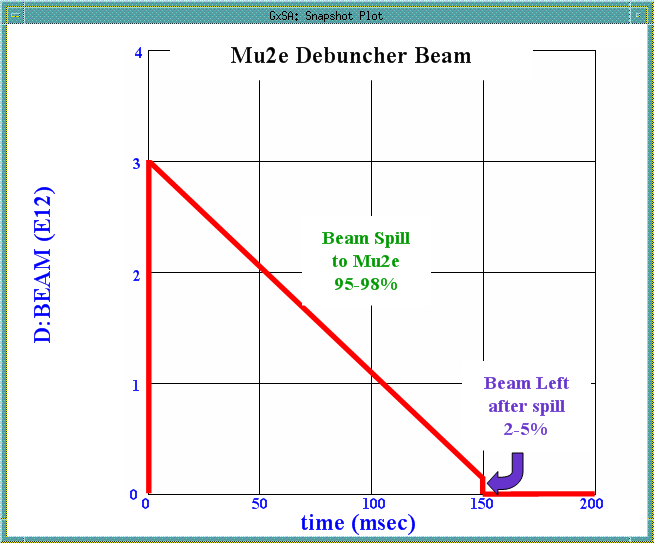 GxSA: Snapshot Plot
Mu2e Debuncher Beam
D:BEAM (E12)
4
3
2
1
0
Beam Spill
to Mu2e
95-98%
Beam Left
after spill
2-5%
0
50
100
150
200
time (msec)